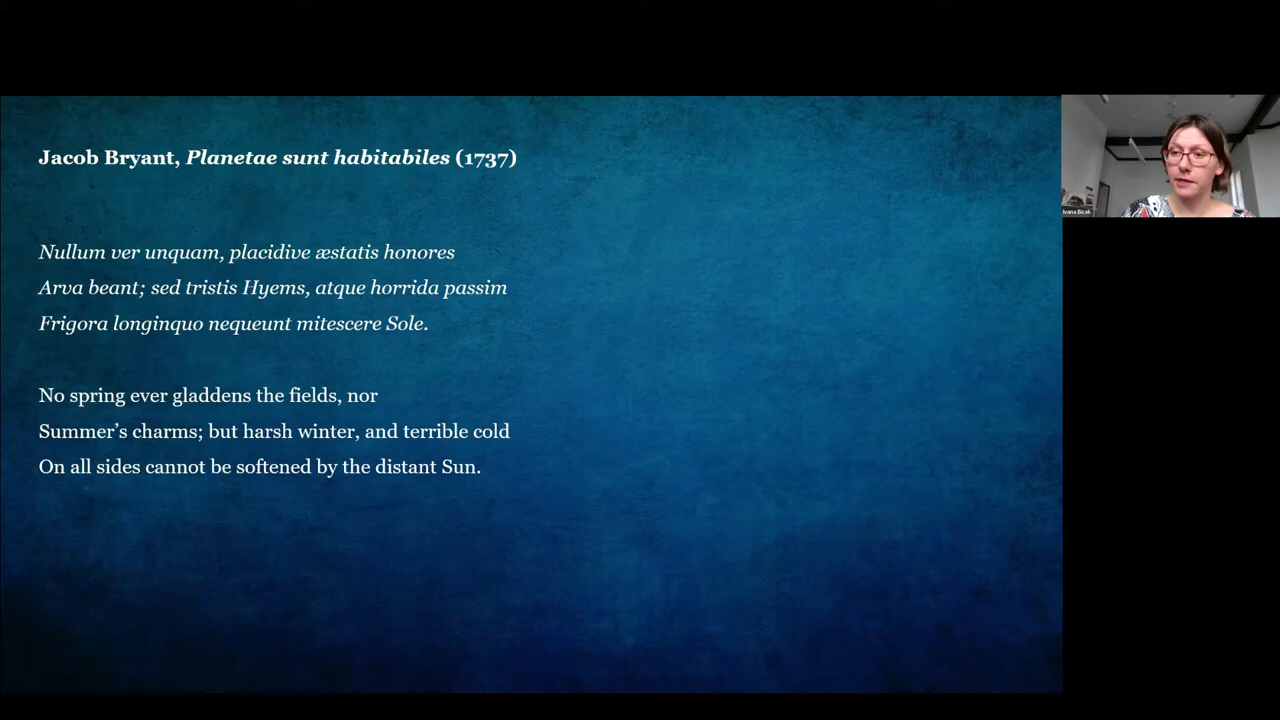 Jacob Bryant, Planetae sunt habitabiles (1737)
Nullum ver unquam, placidive æstatis honores
Arva beant; sed tristis Hyems, atque horrida passim
Frigora longinquo nequeunt mitescere Sole.
No spring ever gladdens the fields, nor
Summer’s charms; but harsh winter, and terrible cold
On all sides cannot be softened by the distant Sun.
Ivana Bicak